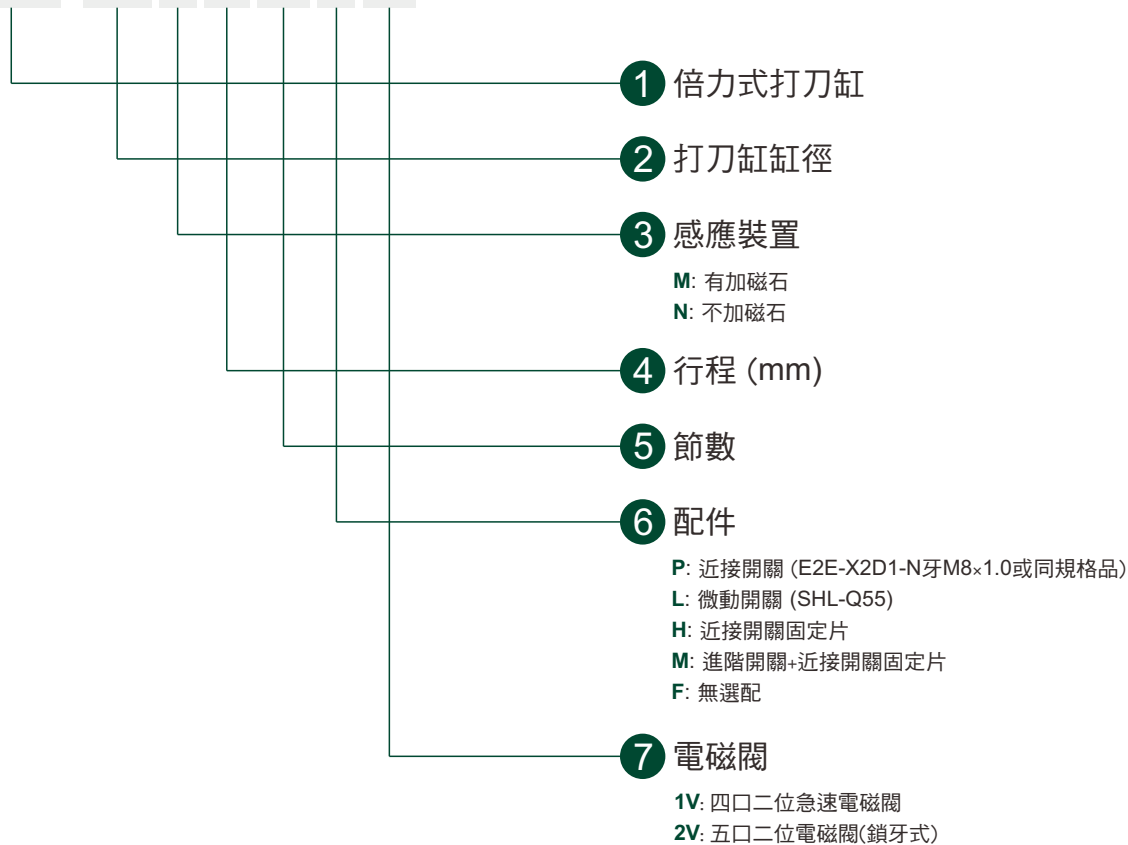 1 倍力式打刀缸
2 打刀缸缸徑
3 感應裝置
M: 有加磁石
N: 不加磁石
4 行程 (mm)
5 節數
6 配件
P: 近接開關 (E2E-X2D1-N牙M8×1.0或同規格品)
L: 微動開關 (SHL-Q55)
H: 近接開關固定片
M: 進階開關+近接開關固定片
F: 無選配
7 電磁閥
1V: 四口二位急速電磁閥
2V: 五口二位電磁閥(鎖牙式)